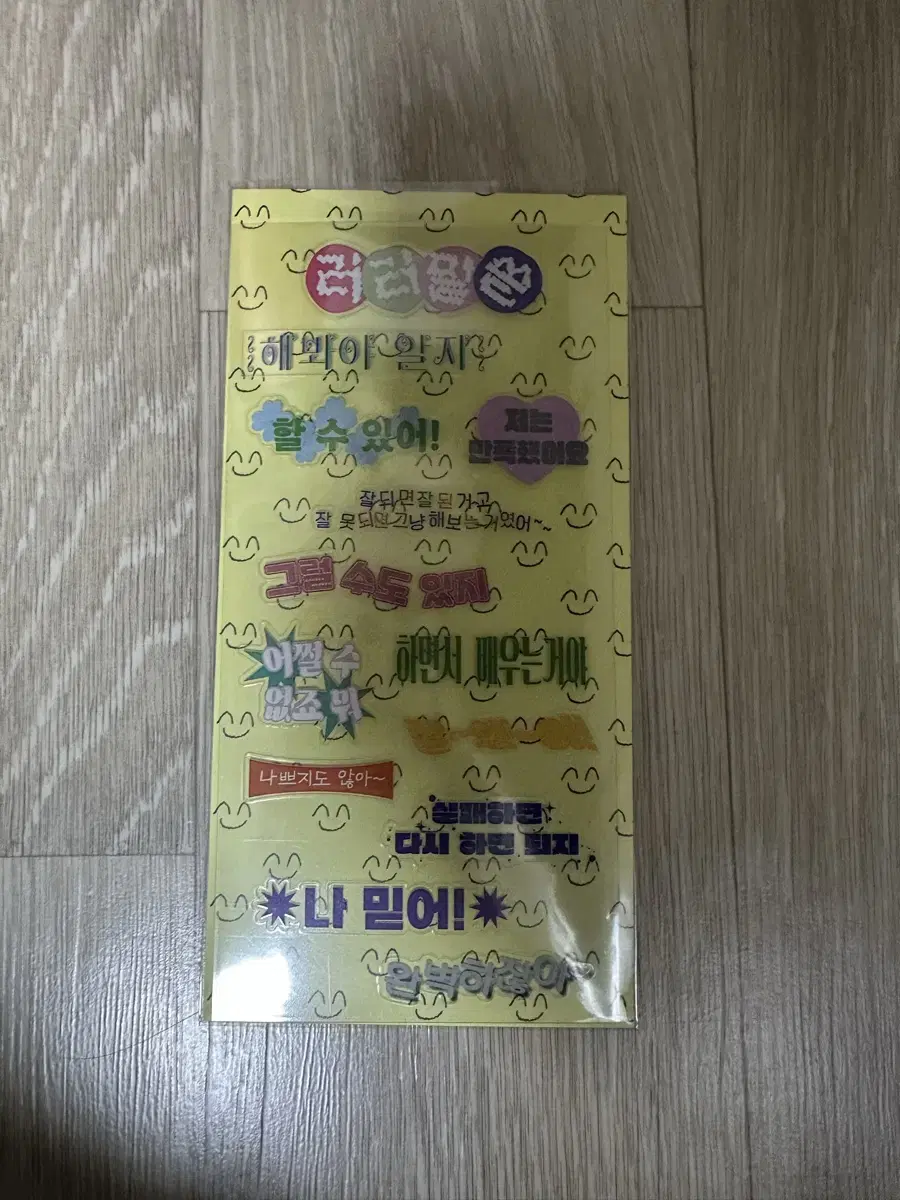 러러말랑
해봐야 알지
할 수 있어!
저는
만족했어요
잘되면잘된거고
잘 못되면그냥해보는거였어~~
그럴 수도 있지
어쩔 수
없죠 뭐
하면서 배우는거야
나쁘지도 않아~
실패하면
다시 하면 되지
나 믿어!
완벽하잖아